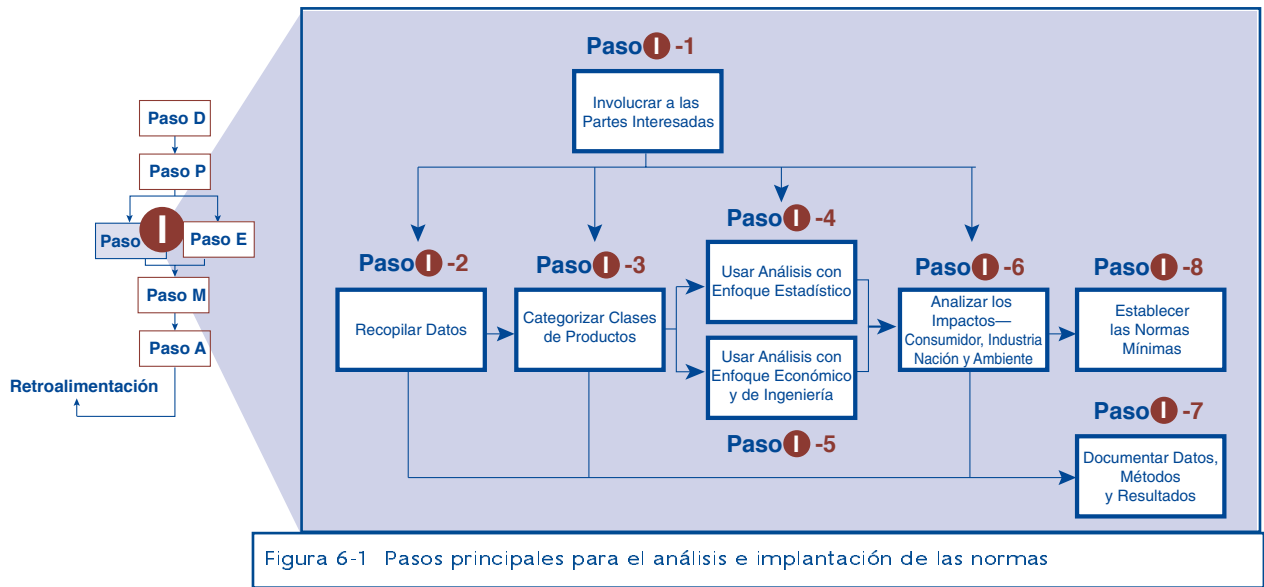 Paso D
Paso P
Paso I
Paso E
Paso M
Paso A
Retroalimentación
Paso I -1
Involucrar a las
Partes Interesadas
Paso I -2
Recopilar Datos
Paso I -3
Categorizar Clases
de Productos
Paso I -4
Usar Análisis con
Enfoque Estadístico
Usar Análisis con
Enfoque Económico
y de Ingeniería
Paso I -5
Paso I -6
Analizar los
Impactos—
Consumidor, Industria
Nación y Ambiente
Paso I -8
Establecer
las Normas
Mínimas
Paso I -7
Documentar Datos,
Métodos
y Resultados
Figura 6-1 Pasos principales para el análisis e implantación de las normas